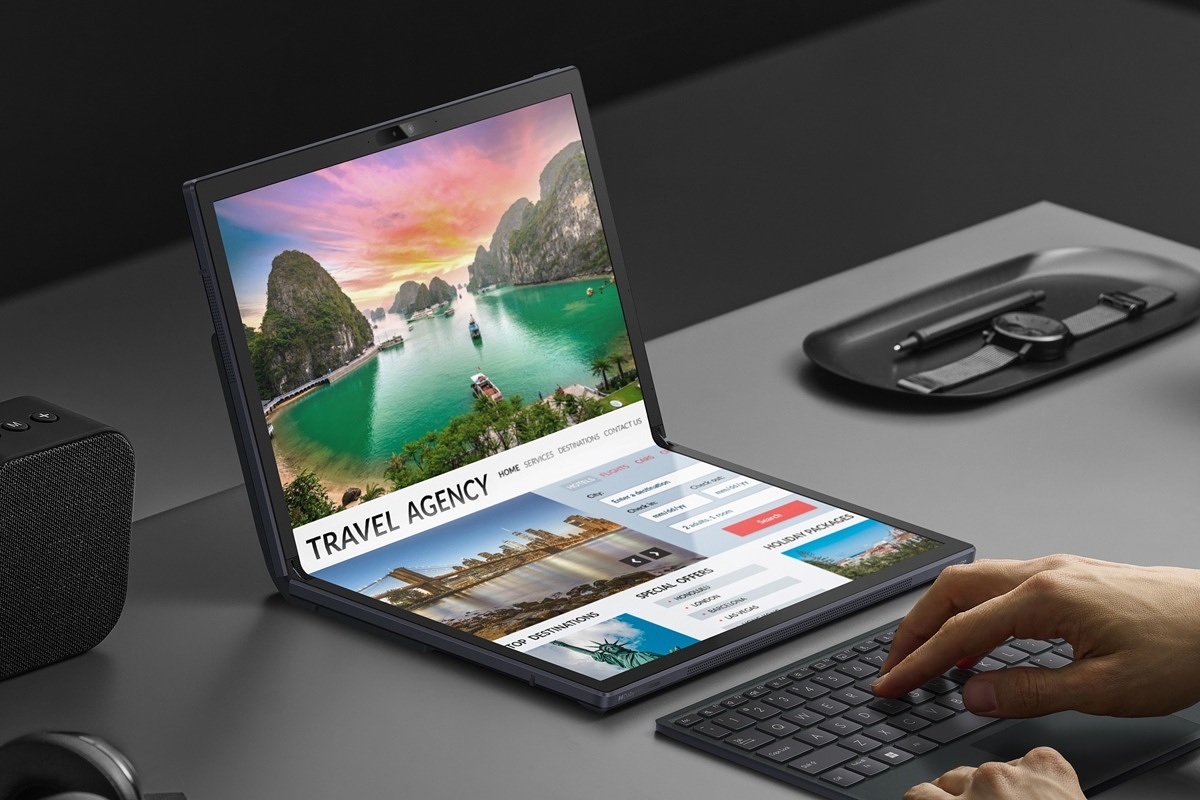 HOME SERVICES DESTINATIONS CONTACT US
TRAVEL AGENCY
HOTELS FLIGHTS CARS
City:
Enter a destination
Check in:
Check out:
mm/dd/yy
mm/dd/yy
2 adults, 1 room
Search
SPECIAL OFFERS
HONOLULU
LONDON
BARCELONA
LAS VEGAS
HOLIDAY PACKAGES
TOP DESTINATIONS
M
+